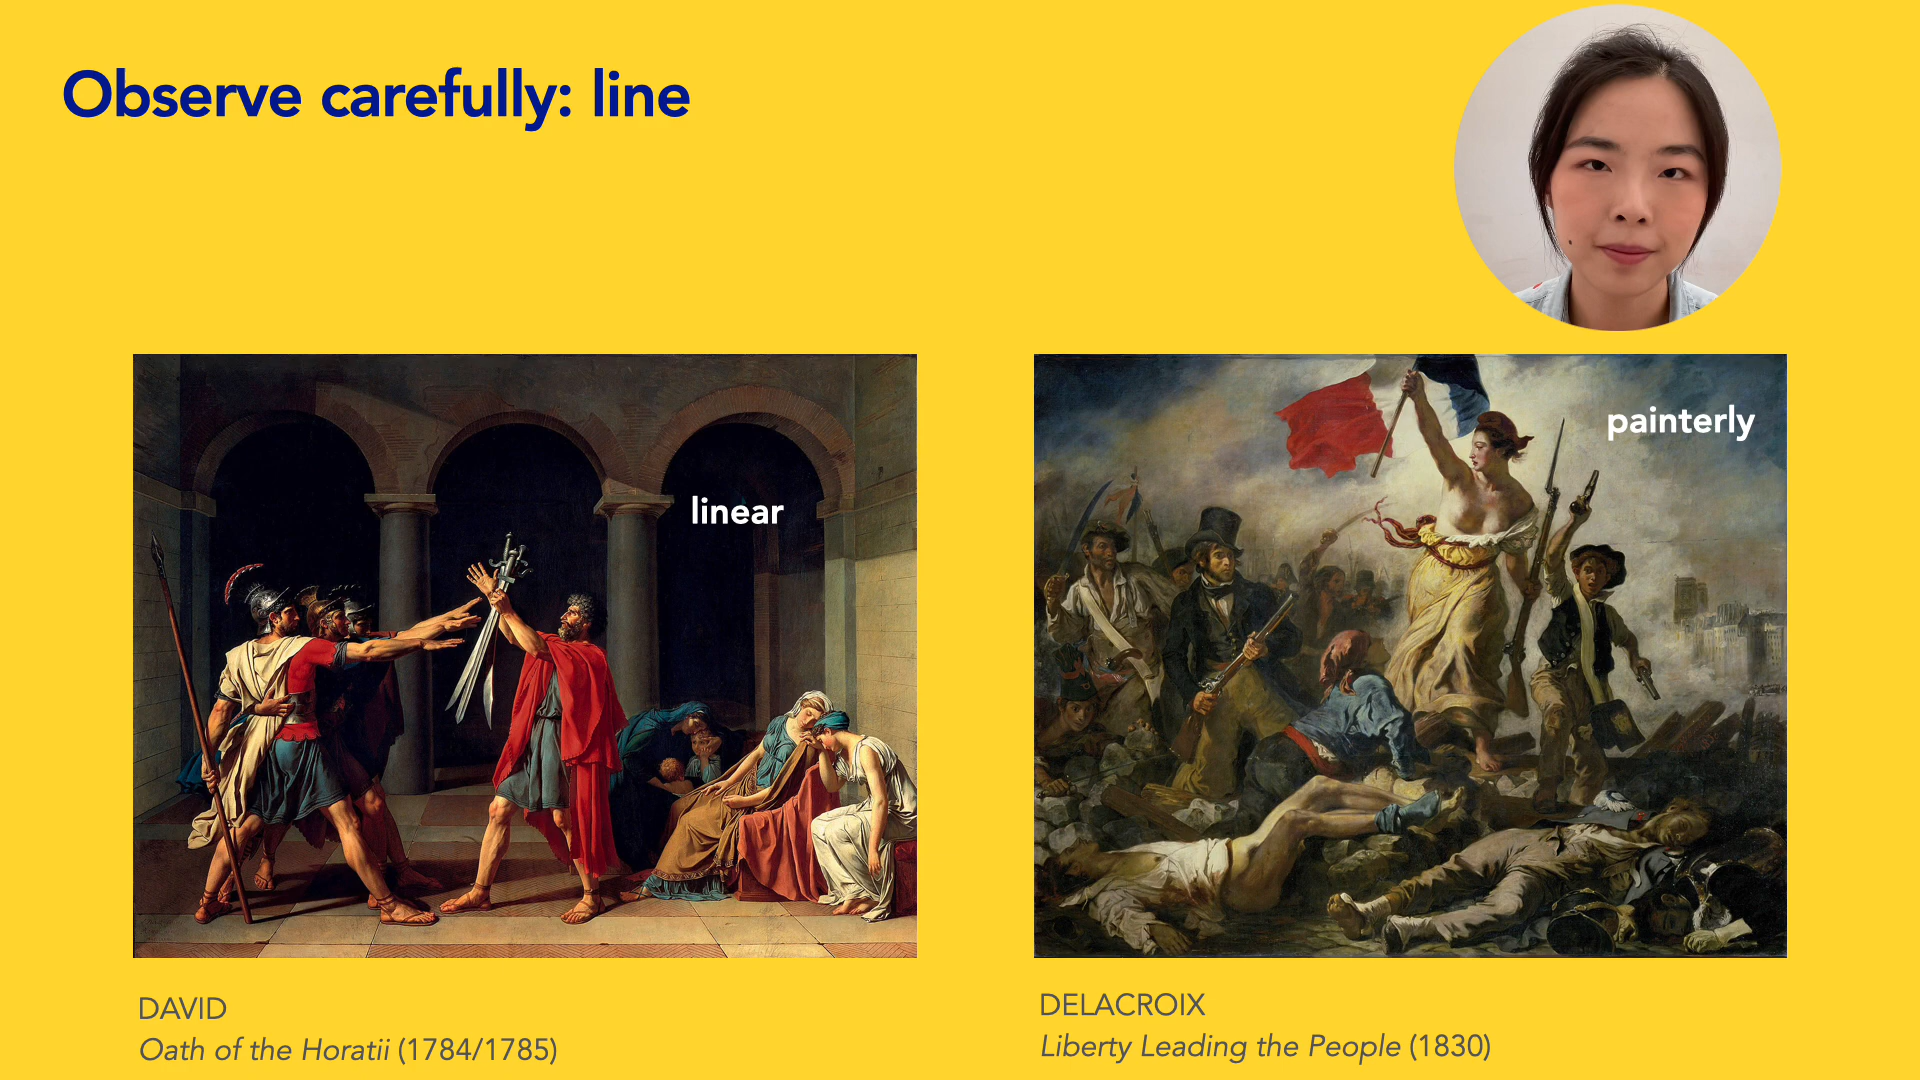 Observe carefully: line
linear
painterly
DAVID
Oath of the Horatii (1784/1785)
DELACROIX
Liberty Leading the People (1830)